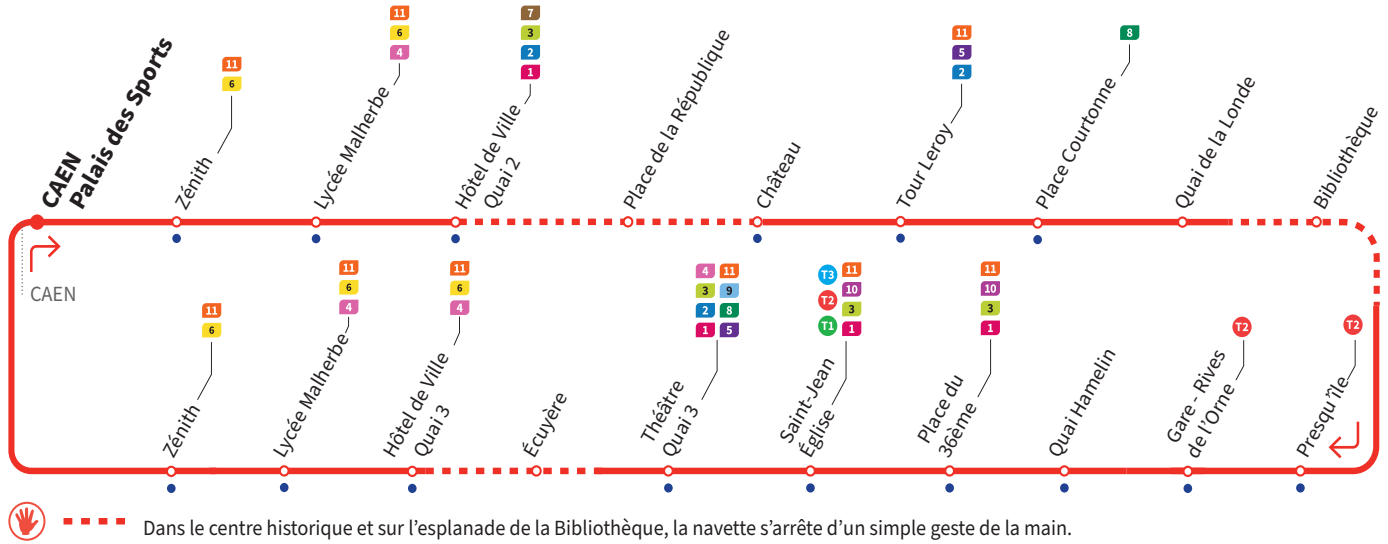 CAEN
Palais des Sports
Zénith
11
6
Lycée Malherbe
11
6
4
Hôtel de Ville
Quai 2
7
3
2
1
Place de la République
Château
Tour Leroy
11
5
2
Place Courtonne
8
Quai de la Londe
Bibliothèque
CAEN
Zénith
11
6
Lycée Malherbe
11
6
4
Hôtel de Ville
Quai 3
11
6
4
Écuyère
Théâtre
Quai 3
4 11
3 9
2 8
1 5
Saint-Jean
Église
T3 11
T2 10
T1 3
1
Place du
36ème
11
10
3
1
Quai Hamelin
Gare - Rives
de l'Orne
T2
Presqu'île
T2
Dans le centre historique et sur l’esplanade de la Bibliothèque, la navette s’arrête d’un simple geste de la main.